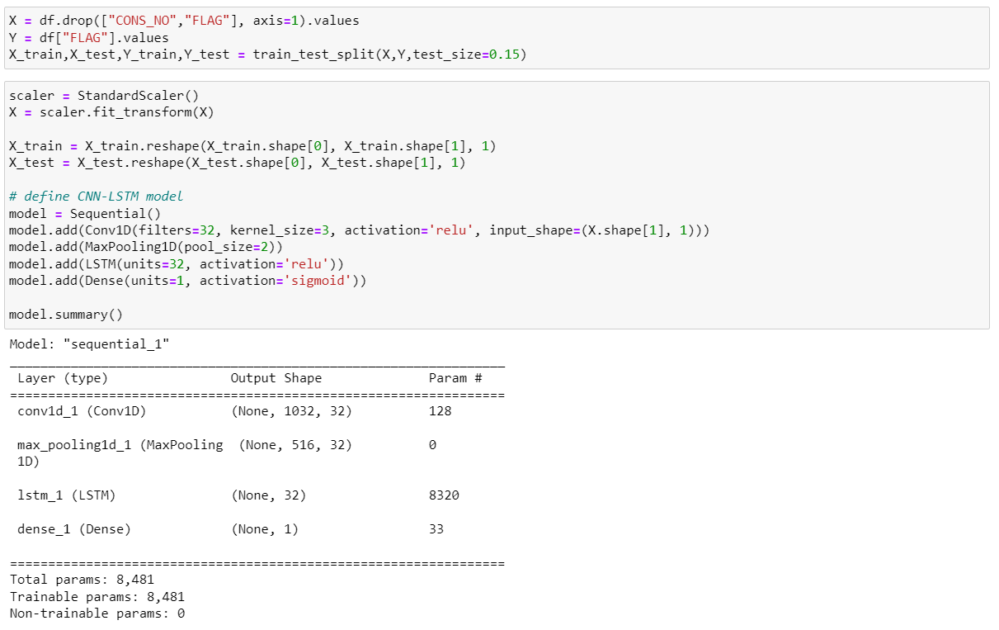 X = df.drop(["CONS_NO","FLAG"], axis=1).values
Y = df["FLAG"].values
X_train,X_test,Y_train,Y_test = train_test_split(X,Y,test_size=0.15)
scaler = StandardScaler()
X = scaler.fit_transform(X)
X_train = X_train.reshape(X_train.shape[0], X_train.shape[1], 1)
X_test = X_test.reshape(X_test.shape[0], X_test.shape[1], 1)
# define CNN-LSTM model
model = Sequential()
model.add(Conv1D(filters=32, kernel_size=3, activation='relu', input_shape=(X.shape[1], 1)))
model.add(MaxPooling1D(pool_size=2))
model.add(LSTM(units=32, activation='relu'))
model.add(Dense(units=1, activation='sigmoid'))
model.summary()
Model: "sequential_1"
_________________________________________________________________
Layer (type) Output Shape Param #
=================================================================
conv1d_1 (Conv1D) (None, 1032, 32) 128
max_pooling1d_1 (MaxPooling (None, 516, 32) 0
1D)
lstm_1 (LSTM) (None, 32) 8320
dense_1 (Dense) (None, 1) 33
=================================================================
Total params: 8,481
Trainable params: 8,481
Non-trainable params: 0